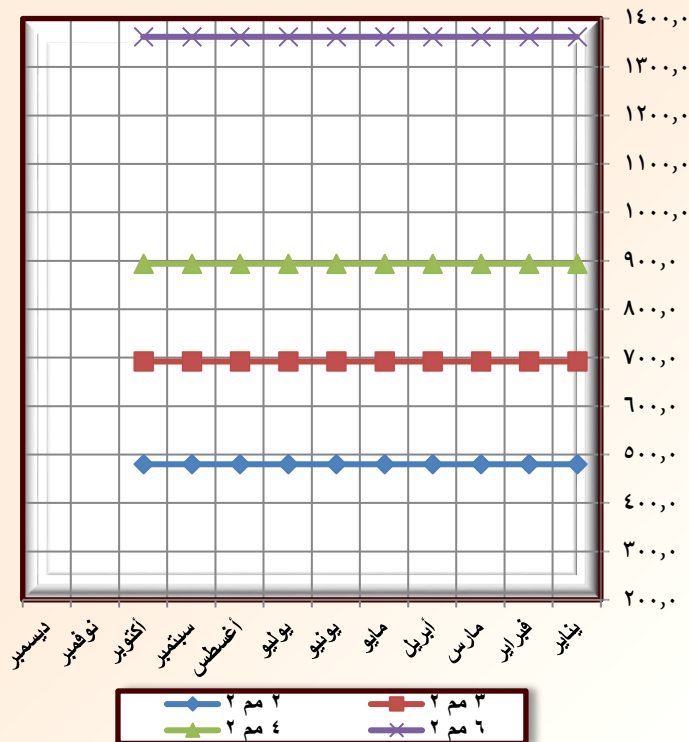 ١٤٠٠,٠
١٣٠٠,٠
١٢٠٠,٠
١١٠٠,٠
١٠٠٠,٠
٩٠٠,٠
٨٠٠,٠
٧٠٠,٠
٦٠٠,٠
٥٠٠,٠
٤٠٠,٠
٣٠٠,٠
٢٠٠,٠
يناير
فبراير
مارس
أبريل
مايو
يونيو
يوليو
أغسطس
سبتمبر
أكتوبر
نوفمبر
ديسمبر
٣ مم ٢ ٢ مم ٢
٦ مم ٢ ٤ مم ٢